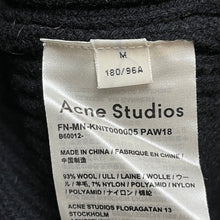 M
180/96A
Acne Studios
FN-MN-KNIT000005 PAW18
B60012-
MADE IN CHINA / FABRIQUÉ EN CHINE /
中国制造
93% WOOL / ULL / LAINE / WOLLE / ウー
ル / 羊毛, 7% NYLON / POLYAMID / NYLON
/ POLYAMIDE / ナイロン / 锦纶
ACNE STUDIOS FLORAGATAN 13
STOCKHOLM